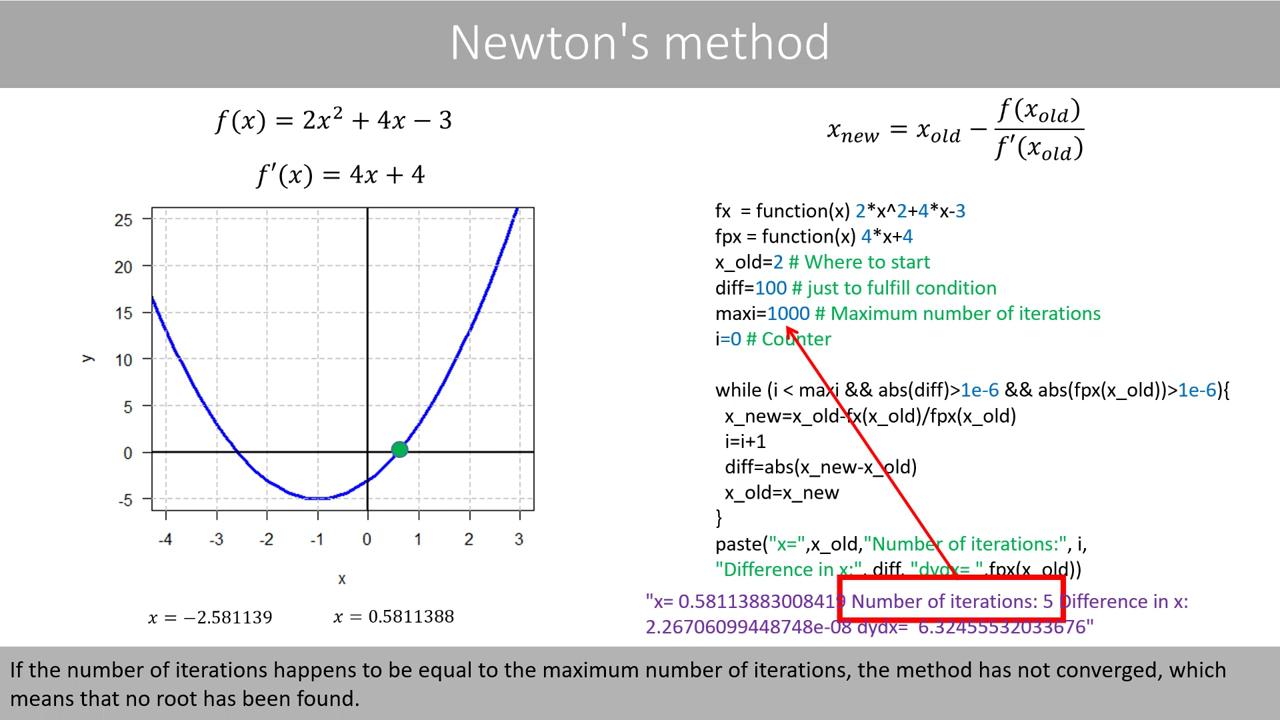 Newton's method
f(x) = 2x² + 4x − 3
f′(x) = 4x + 4
x_new = x_old − f(x_old)/f′(x_old)
25
20
15
10
5
0
-5
y
-4 -3 -2 -1 0 1 2 3
x
x = −2.581139 x = 0.5811388
fx = function(x) 2*x^2+4*x-3
fpx = function(x) 4*x+4
x_old=2 # Where to start
diff=100 # just to fulfill condition
maxi=1000 # Maximum number of iterations
i=0 # Counter
while (i < maxi && abs(diff)>1e-6 && abs(fpx(x_old))>1e-6){
x_new=x_old-fx(x_old)/fpx(x_old)
i=i+1
diff=abs(x_new-x_old)
x_old=x_new
}
paste("x=",x_old,"Number of iterations:", i,
"Difference in x:", diff, "dydx= ",fpx(x_old))
"x= 0.58113883008419 Number of iterations: 5 Difference in x:
2.26706099448748e-08 dydx= 6.32455532033676"
If the number of iterations happens to be equal to the maximum number of iterations, the method has not converged, which
means that no root has been found.